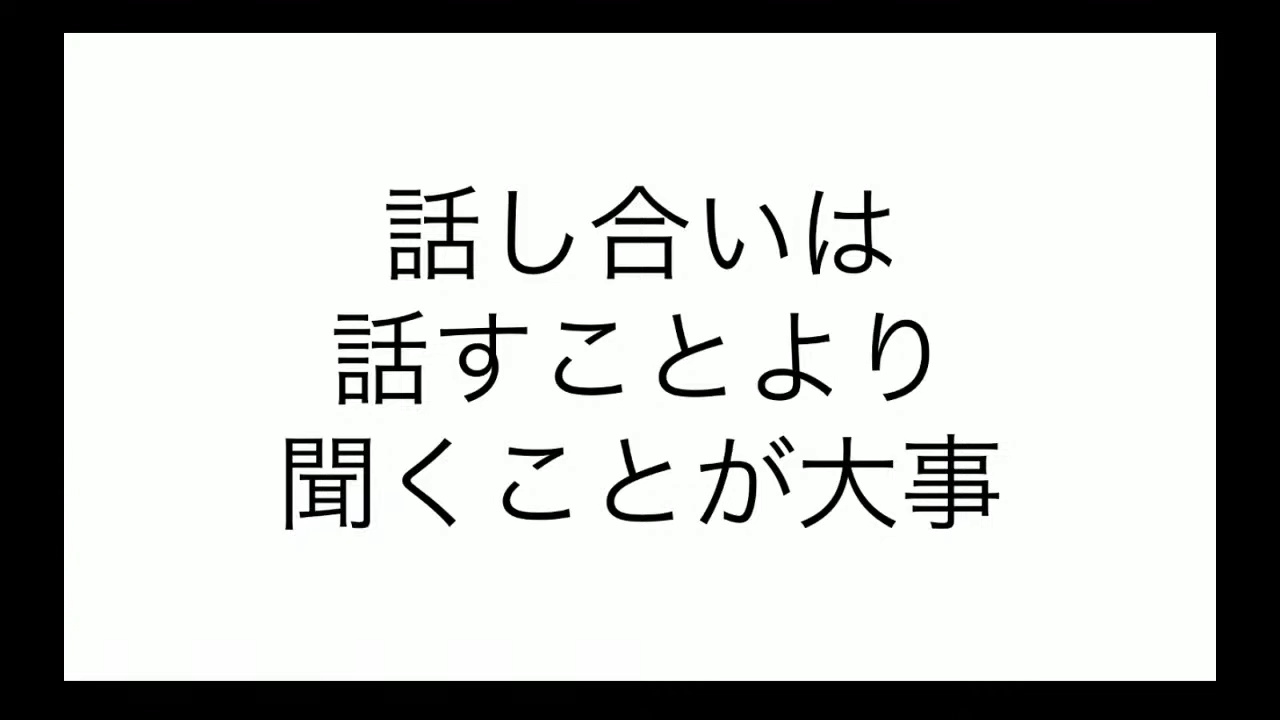 話し合いは
話すことより
聞くことが大事